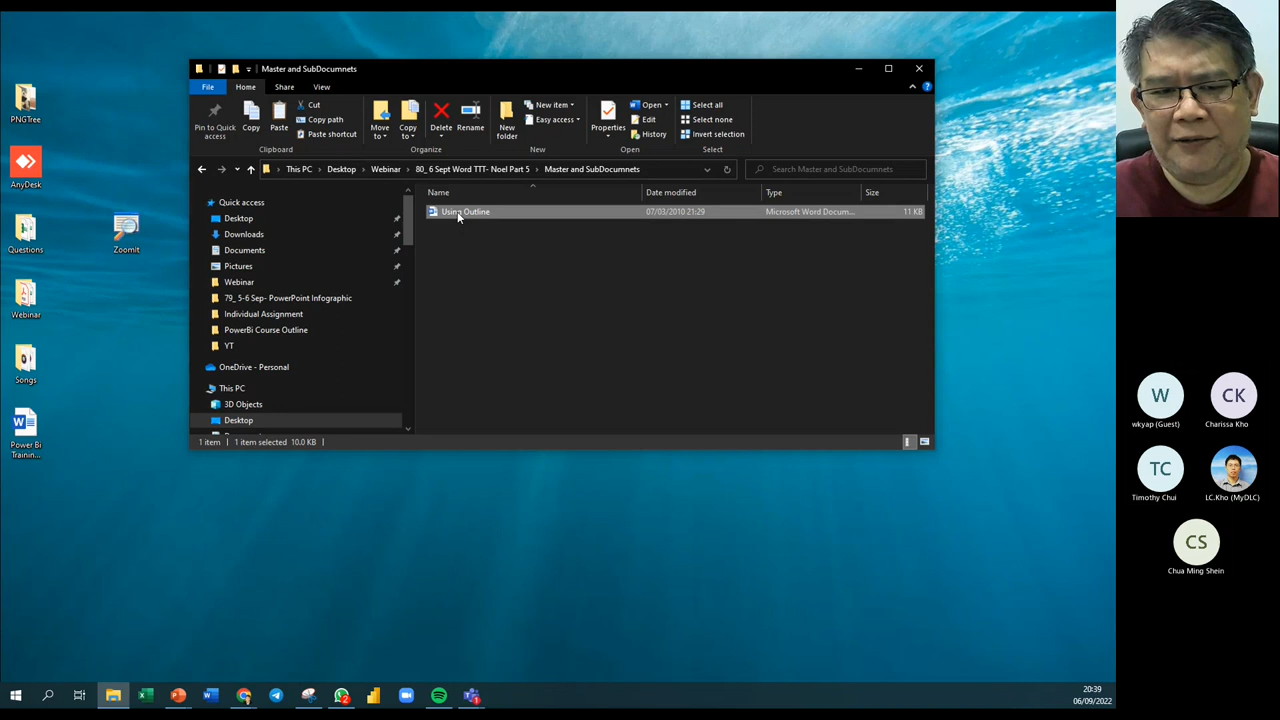 Master and SubDocumnets
File
Home
Share
View
Pin to Quick access
Copy
Paste
Cut
Copy path
Paste shortcut
Clipboard
Move to
Copy to
Delete
Rename
Organize
New folder
New item
Easy access
New
Properties
Open
Edit
History
Open
Select all
Select none
Invert selection
Select
This PC
Desktop
Webinar
80_ 6 Sept Word TTT- Noel Part 5
Master and SubDocumnets
Search Master and SubDocumnets
Name
Date modified
Type
Size
Using Outline
07/03/2010 21:29
Microsoft Word Docum...
11 KB
Quick access
Desktop
Downloads
Documents
Pictures
Webinar
79_ 5-6 Sep- PowerPoint Infographic
Individual Assignment
PowerBi Course Outline
YT
OneDrive - Personal
This PC
3D Objects
Desktop
1 item
1 item selected 10.0 KB
PNGTree
AnyDesk
Questions
ZoomIt
Webinar
Songs
Power Bi
Trainin...
W
wkyap (Guest)
CK
Charissa Kho
TC
Timothy Chui
LC.Kho (MyDLC)
CS
Chua Ming Shein
20:39
06/09/2022